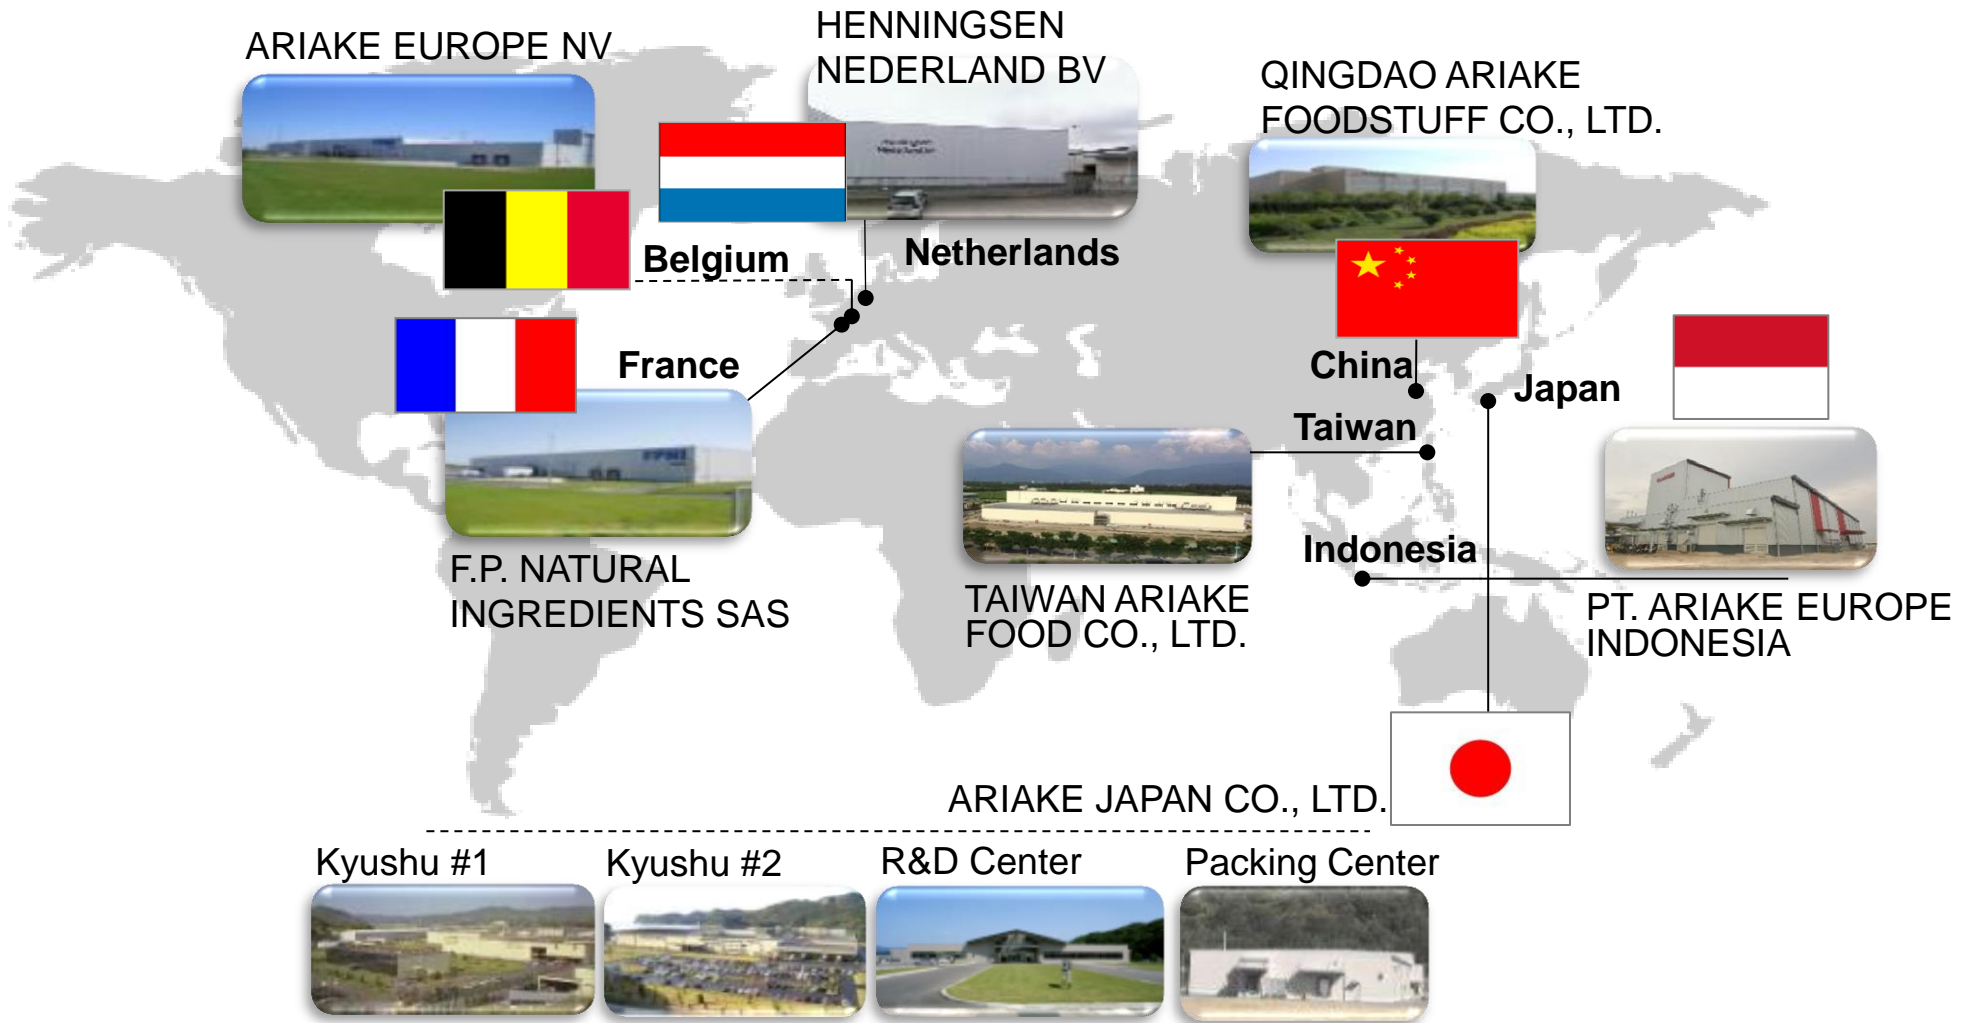 ARIAKE EUROPE NV
HENNINGSEN
NEDERLAND BV
QINGDAO ARIAKE
FOODSTUFF CO., LTD.
Belgium
Netherlands
France
China
Japan
Taiwan
Indonesia
F.P. NATURAL
INGREDIENTS SAS
TAIWAN ARIAKE
FOOD CO., LTD.
PT. ARIAKE EUROPE
INDONESIA
ARIAKE JAPAN CO., LTD.
Kyushu #1
Kyushu #2
R&D Center
Packing Center